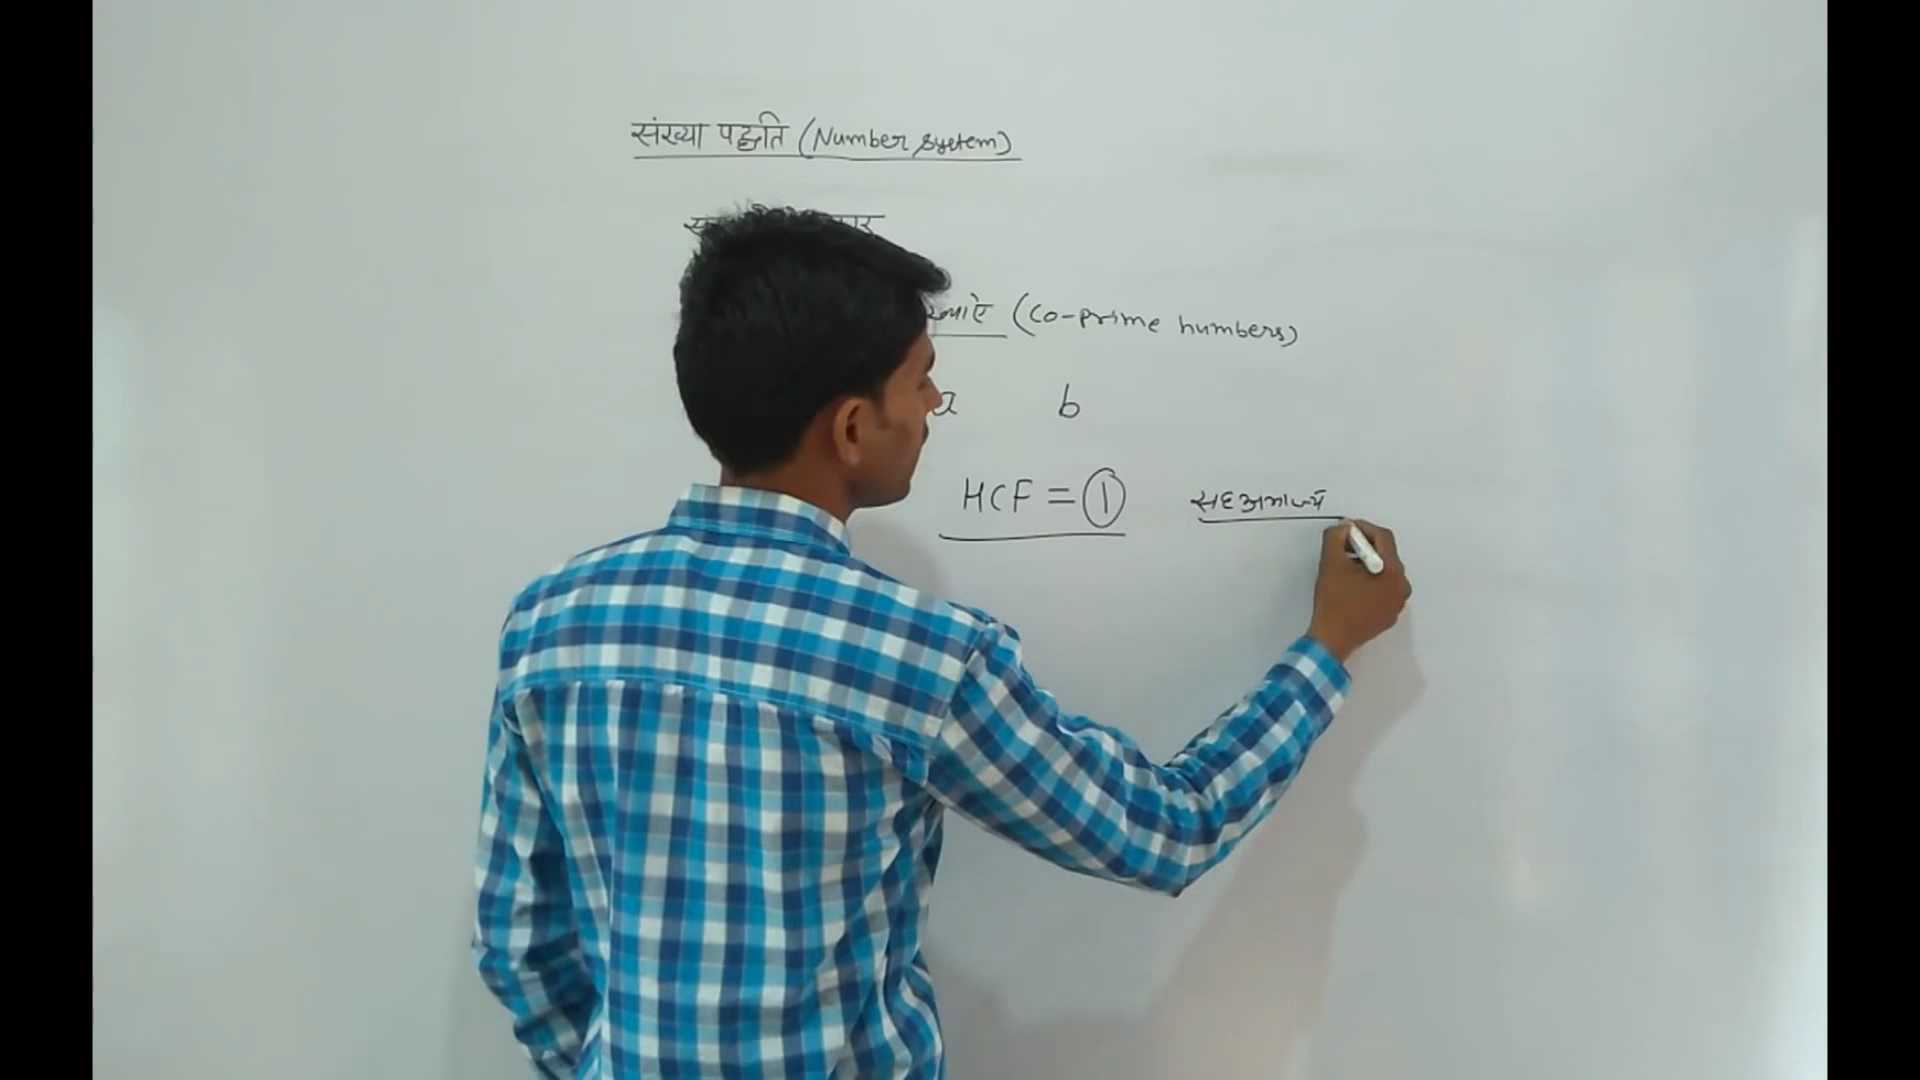 संख्या पद्धति (Number system)
(Co-prime numbers)
a b
HCF = 1 सहअभाज्य